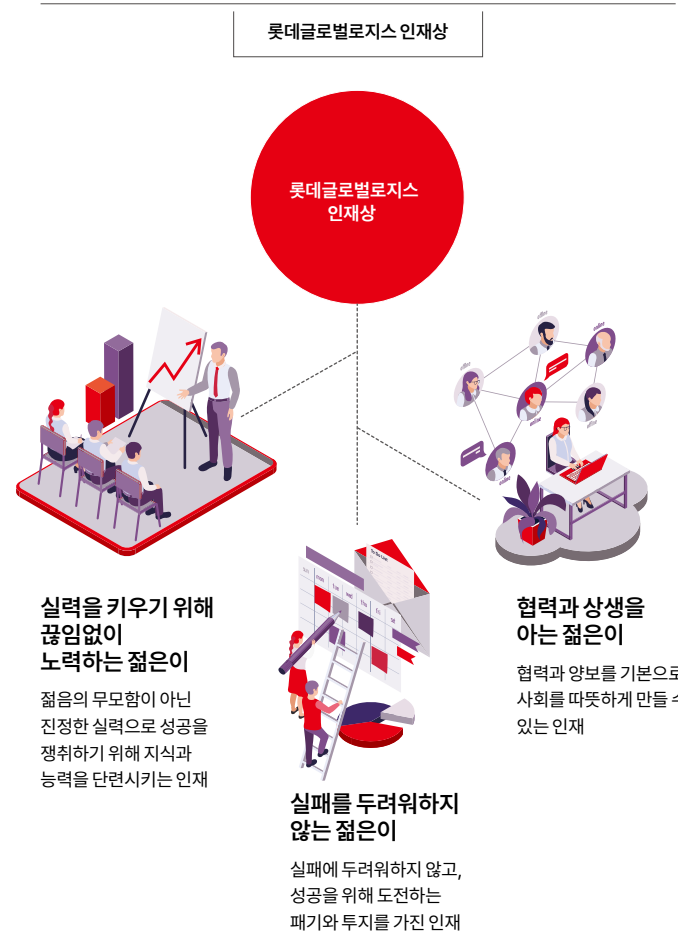 롯데글로벌로지스 인재상
롯데글로벌로지스
인재상
실력을 키우기 위해
끊임없이
노력하는 젊은이
젊음의 무모함이 아닌
진정한 실력으로 성공을
쟁취하기 위해 지식과
능력을 단련시키는 인재
실패를 두려워하지
않는 젊은이
실패에 두려워하지 않고,
성공을 위해 도전하는
패기와 투지를 가진 인재
협력과 상생을
아는 젊은이
협력과 양보를 기본으로
사회를 따뜻하게 만들 수
있는 인재